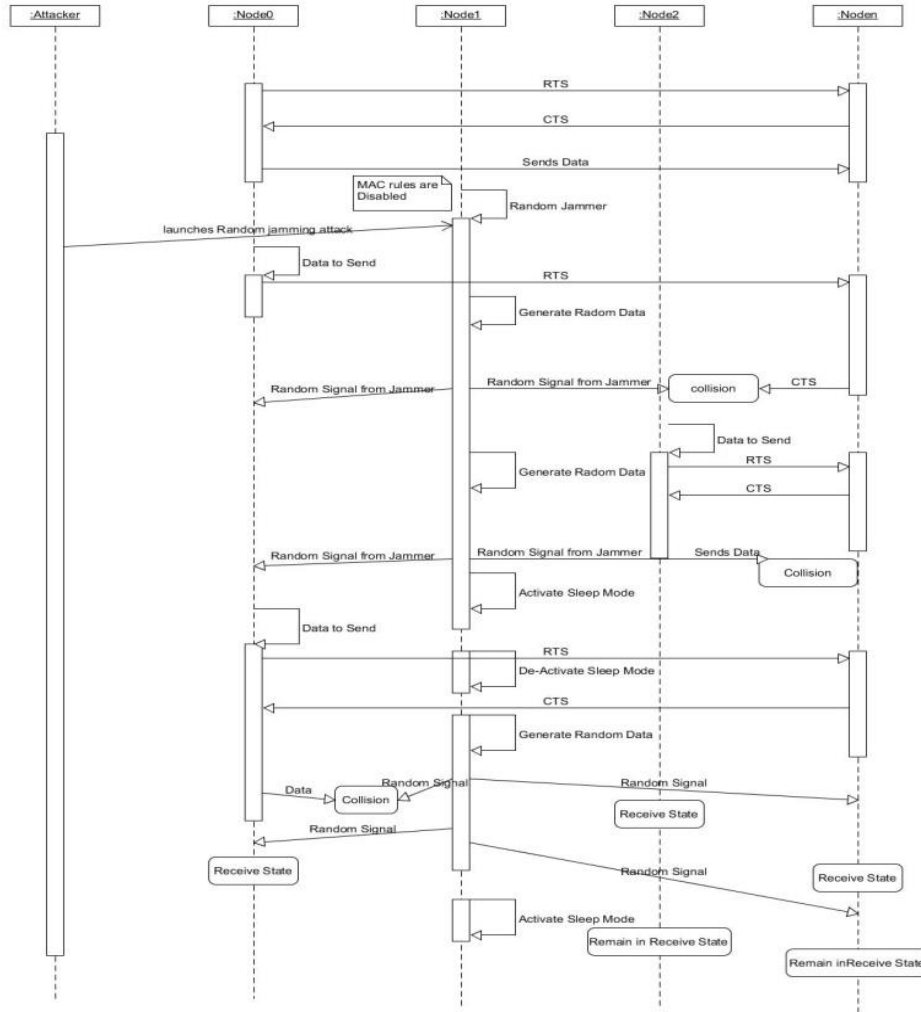 :Attacker
:Node0
:Node1
:Node2
:Noden
RTS
CTS
Sends Data
MAC rules are
Disabled
Random Jammer
launches Random jamming attack
Data to Send
RTS
Generate Radom Data
Random Signal from Jammer
Random Signal from Jammer
collision
CTS
Data to Send
RTS
Generate Radom Data
CTS
Random Signal from Jammer
Random Signal from Jammer
Sends Data
Collision
Activate Sleep Mode
Data to Send
RTS
De-Activate Sleep Mode
CTS
Generate Random Data
Data
Collision
Random Signal
Random Signal
Receive State
Random Signal
Receive State
Random Signal
Receive State
Activate Sleep Mode
Remain in Receive State
Remain inReceive State